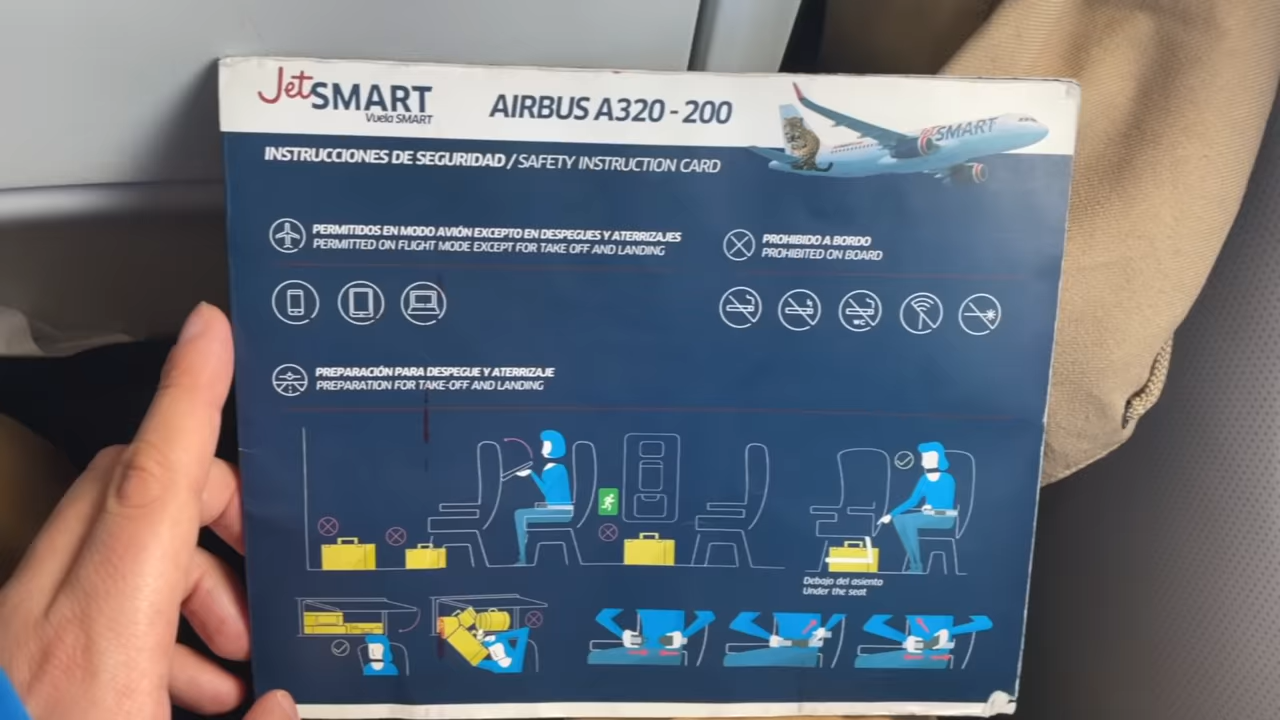 JetSMART
Vuela SMART
AIRBUS A320 - 200
JetSMART
INSTRUCCIONES DE SEGURIDAD / SAFETY INSTRUCTION CARD
PERMITIDOS EN MODO AVIÓN EXCEPTO EN DESPEGUES Y ATERRIZAJES
PERMITTED ON FLIGHT MODE EXCEPT FOR TAKE OFF AND LANDING
PROHIBIDO A BORDO
PROHIBITED ON BOARD
WC
PREPARACIÓN PARA DESPEGUE Y ATERRIZAJE
PREPARATION FOR TAKE-OFF AND LANDING
Debajo del asiento
Under the seat